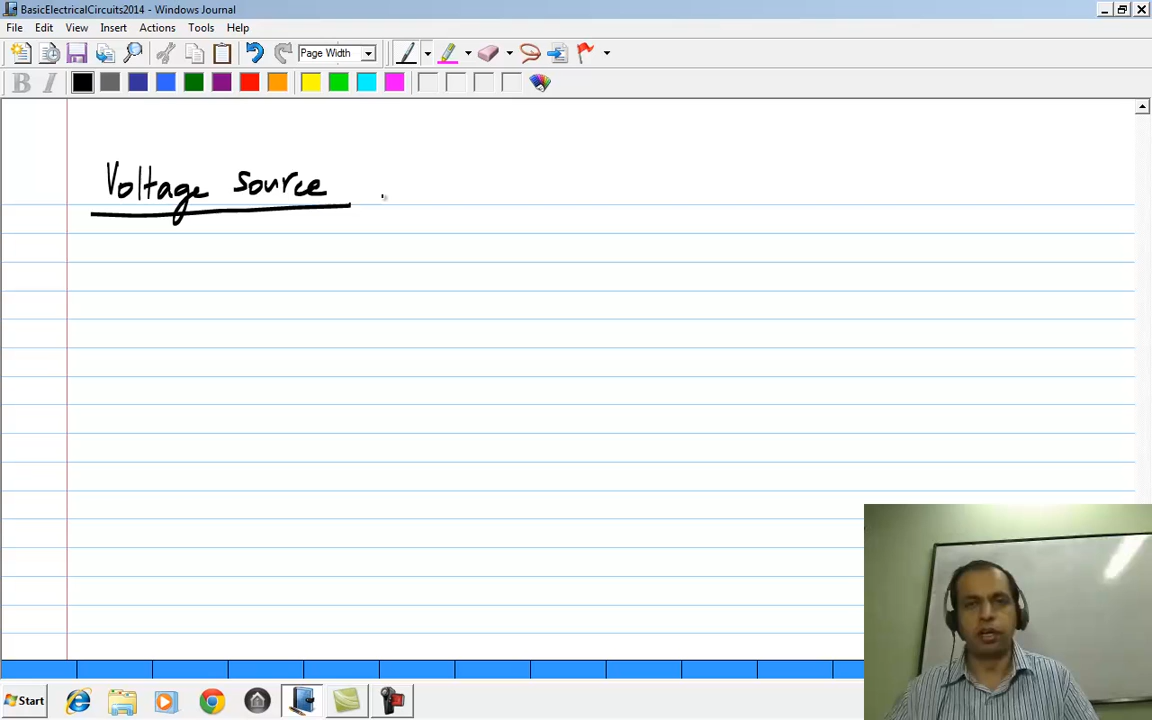 BasicElectricalCircuits2014 - Windows Journal
File Edit View Insert Actions Tools Help
Page Width
B I
Voltage source
Start